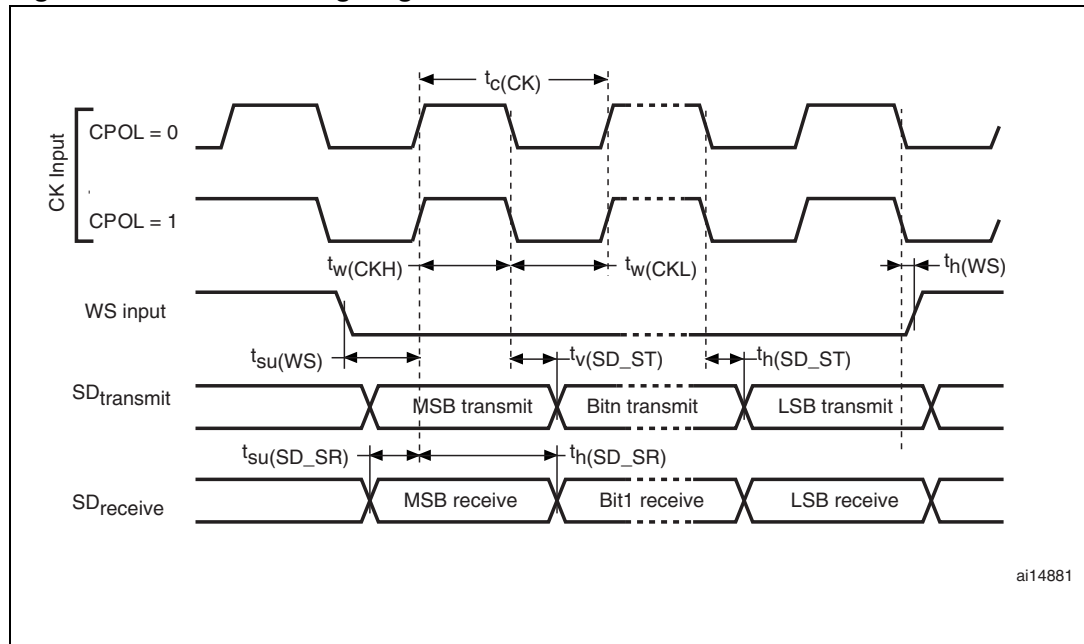 tc(CK)
CK Input
CPOL = 0
CPOL = 1
tw(CKH)
tw(CKL)
th(WS)
WS input
tsu(WS)
tv(SD_ST)
th(SD_ST)
SDtransmit
MSB transmit
Bitn transmit
LSB transmit
tsu(SD_SR)
th(SD_SR)
SDreceive
MSB receive
Bit1 receive
LSB receive
ai14881